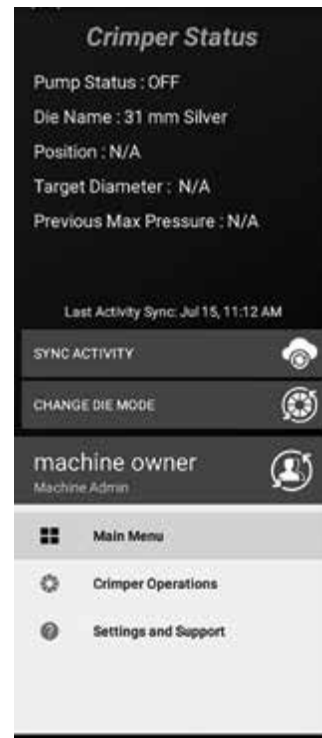 Crimper Status
Pump Status : OFF
Die Name : 31 mm Silver
Position : N/A
Target Diameter : N/A
Previous Max Pressure : N/A
Last Activity Sync: Jul 15, 11:12 AM
SYNC ACTIVITY
CHANGE DIE MODE
machine owner
Machine Admin
Main Menu
Crimper Operations
Settings and Support